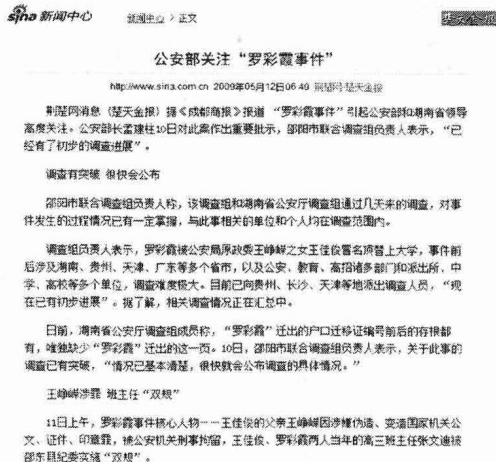 sina 新闻中心
新闻中心 > 正文
公安部关注“罗彩霞事件”
http://www.sina.com.cn 2009年05月12日06:49 荆楚网-楚天金报
荆楚网消息 (楚天金报) 据《成都商报》报道 “罗彩霞事件”引起公安部和湖南省领导
高度关注。公安部长孟建柱10日对此案作出重要批示，邵阳市联合调查组负责人表示，“已
经有了初步的调查进展”。
调查有突破 很快会公布
邵阳市联合调查组负责人称，该调查组和湖南省公安厅调查组通过几天来的调查，对事
件发生的过程情况已有一定掌握，与此事相关的单位和个人均在调查范围内。
调查组负责人表示，罗彩霞被公安局原政委王峥嵘之女王佳俊冒名顶替上大学，事件前
后涉及湖南、贵州、天津、广东等多个省市，以及公安、教育、高招诸多部门和派出所、中
学、高校等多个单位，调查难度极大。目前已向贵州、长沙、天津等地派出调查人员，“现
在已有初步进展”。据了解，相关调查情况正在汇总中。
日前，湖南省公安厅调查组成员称，“罗彩霞”迁出的户口迁移证编号前后的存根都
有，唯独缺少“罗彩霞”迁出的这一页。10日，邵阳市联合调查组负责人表示，关于此事的
调查已有突破，“情况已基本清楚，很快就会公布调查的具体情况。”
王峥嵘涉罪 班主任“双规”
11日上午，罗彩霞事件核心人物——王佳俊的父亲王峥嵘因涉嫌伪造、变造国家机关公
文、证件、印章罪，被公安机关刑事拘留，王佳俊、罗彩霞两人当年的高三班主任张文迪被
邵东县纪委实施“双规”。